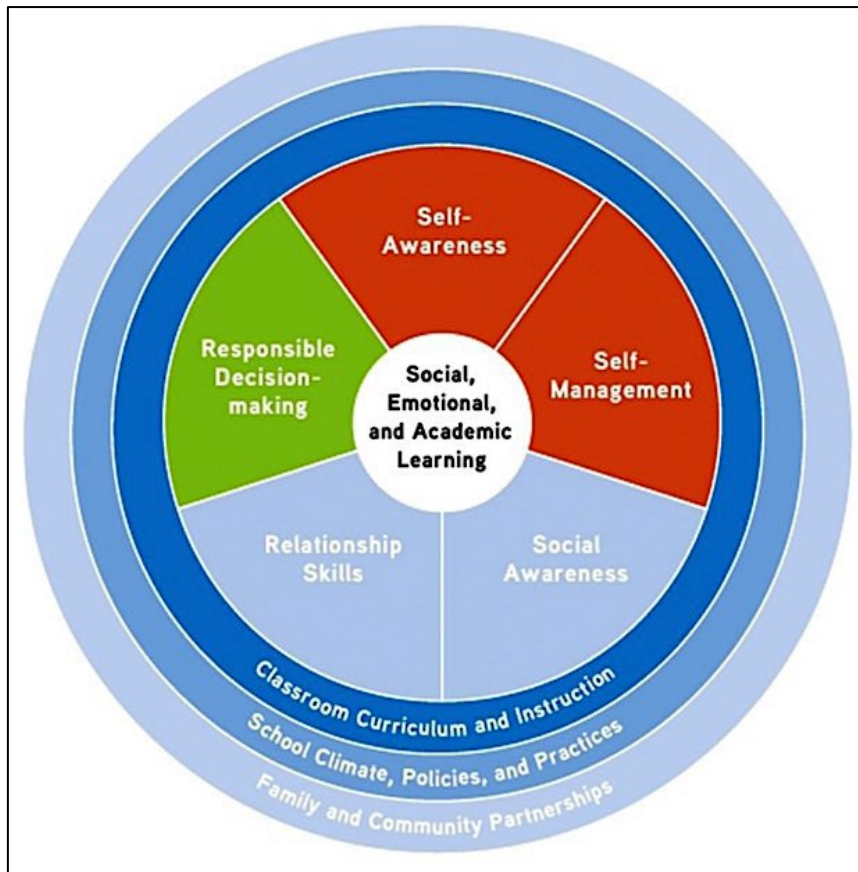 Self-
Awareness
Self-
Management
Social
Awareness
Relationship
Skills
Responsible
Decision-
making
Social,
Emotional,
and Academic
Learning
Classroom Curriculum and Instruction
School Climate, Policies, and Practices
Family and Community Partnerships